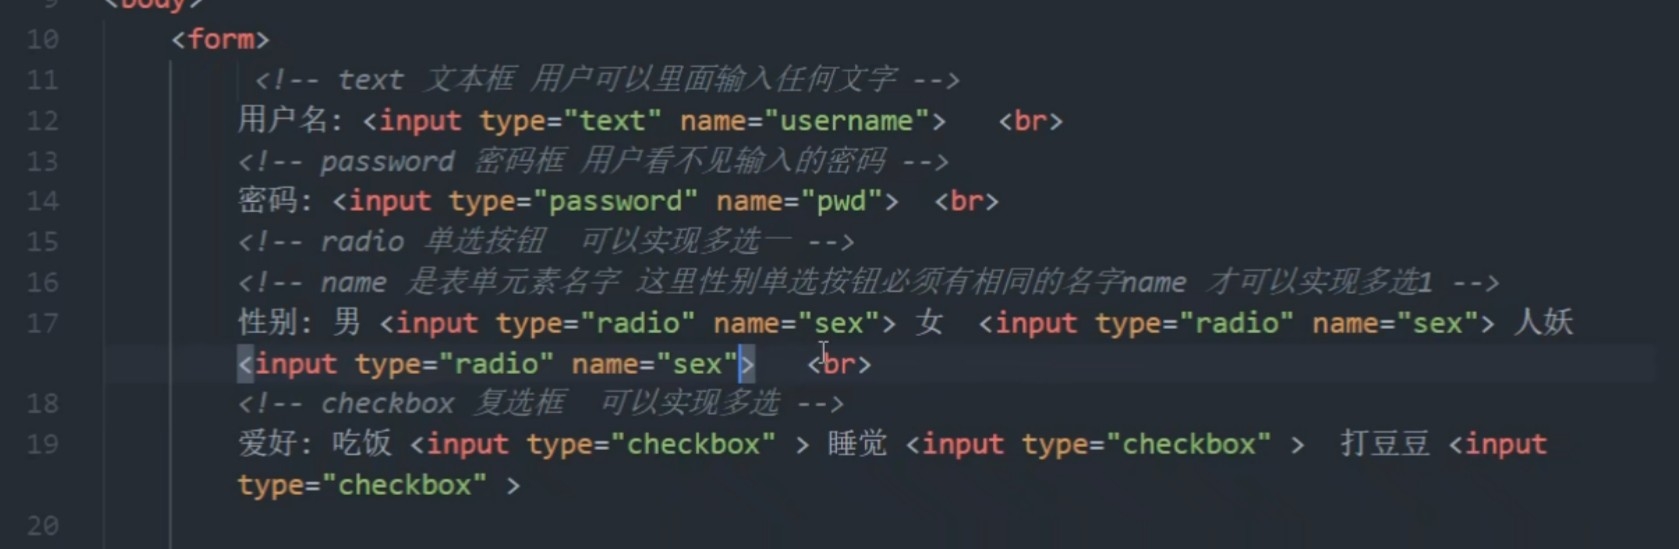 9 <body>
10 <form>
11 <!-- text 文本框 用户可以里面输入任何文字 -->
12 用户名: <input type="text" name="username"> <br>
13 <!-- password 密码框 用户看不见输入的密码 -->
14 密码: <input type="password" name="pwd"> <br>
15 <!-- radio 单选按钮 可以实现多选一 -->
16 <!-- name 是表单元素名字 这里性别单选按钮必须有相同的名字name 才可以实现多选1 -->
17 性别: 男 <input type="radio" name="sex"> 女 <input type="radio" name="sex"> 人妖
<input type="radio" name="sex"> <br>
18 <!-- checkbox 复选框 可以实现多选 -->
19 爱好: 吃饭 <input type="checkbox" > 睡觉 <input type="checkbox" > 打豆豆 <input
type="checkbox" >
20